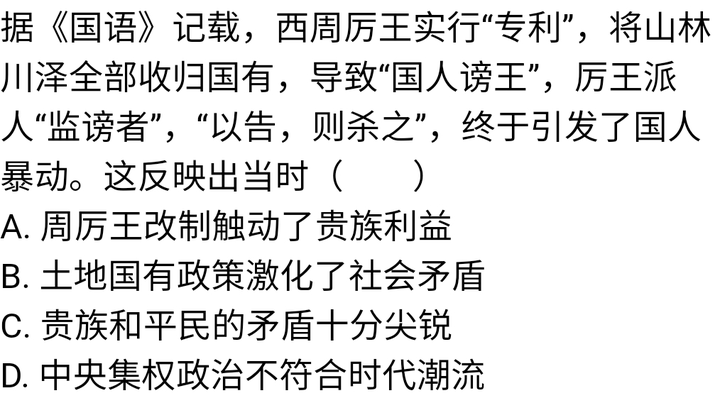 据《国语》记载，西周厉王实行“专利”，将山林
川泽全部收归国有，导致“国人谤王”，厉王派
人“监谤者”，“以告，则杀之”，终于引发了国人
暴动。这反映出当时（　　）
A. 周厉王改制触动了贵族利益
B. 土地国有政策激化了社会矛盾
C. 贵族和平民的矛盾十分尖锐
D. 中央集权政治不符合时代潮流